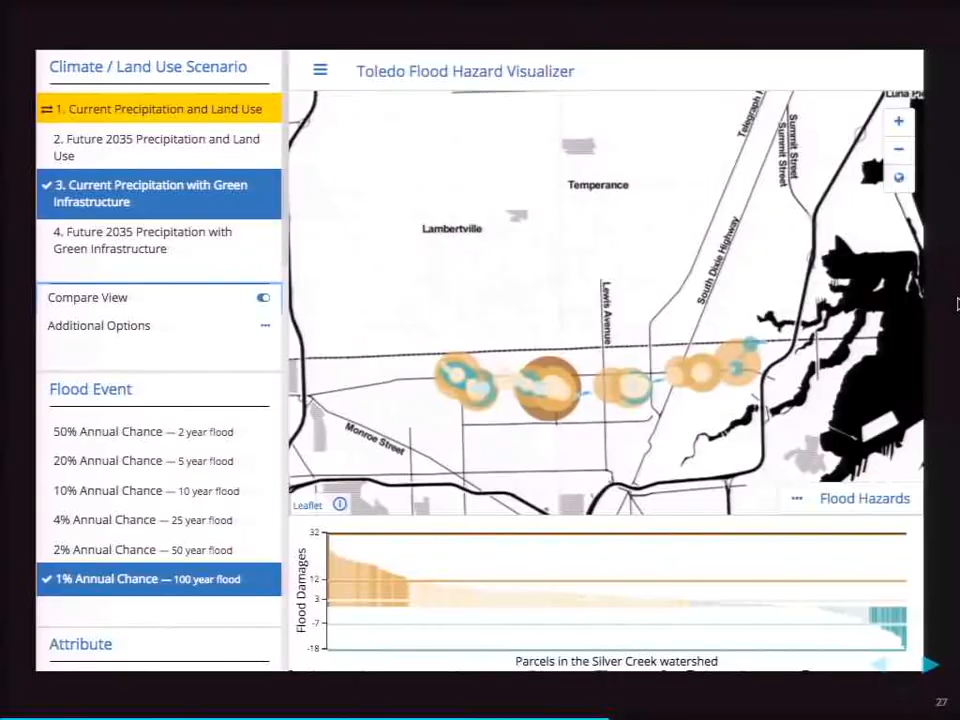 Climate / Land Use Scenario
1. Current Precipitation and Land Use
2. Future 2035 Precipitation and Land
Use
3. Current Precipitation with Green
Infrastructure
4. Future 2035 Precipitation with
Green Infrastructure
Compare View
Additional Options
Flood Event
50% Annual Chance — 2 year flood
20% Annual Chance — 5 year flood
10% Annual Chance — 10 year flood
4% Annual Chance — 25 year flood
2% Annual Chance — 50 year flood
1% Annual Chance — 100 year flood
Attribute
Toledo Flood Hazard Visualizer
Luna
Telegraph
Summit Street
Summit Street
+
−
Temperance
Lambertville
South Dixie Highway
Lewis Avenue
Monroe Street
Leaflet
Flood Hazards
Flood Damages
32
12
3
-7
-18
Parcels in the Silver Creek watershed
27